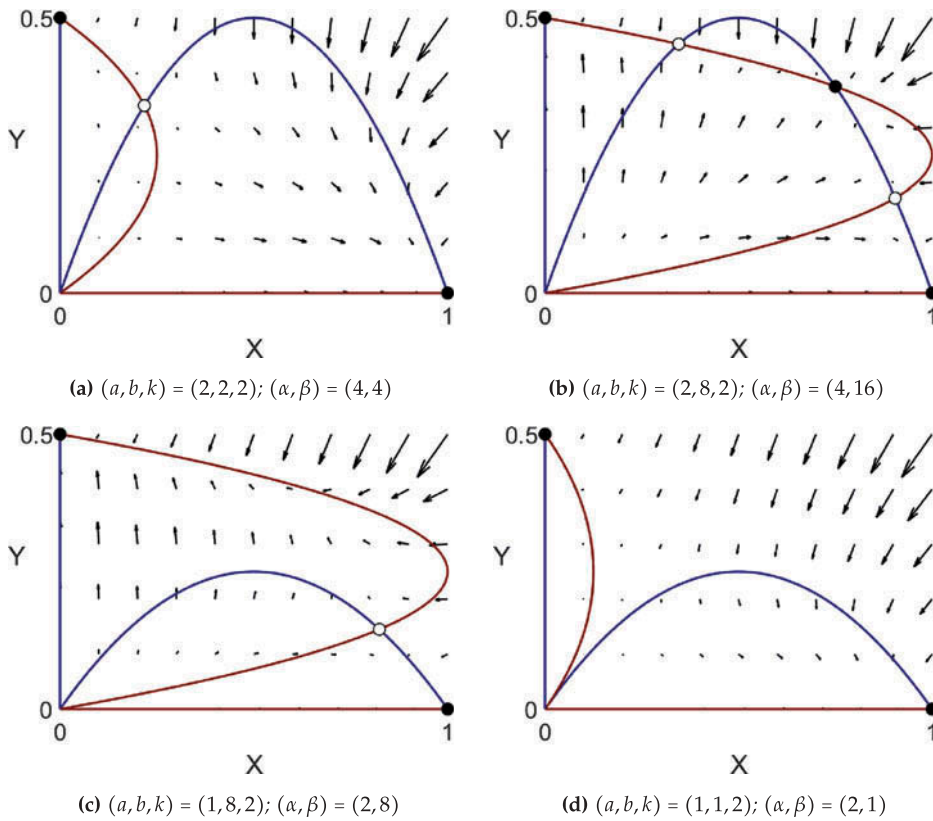 0.5
Y
0
0
1
X
(a) (a, b, k) = (2, 2, 2); (α, β) = (4, 4)
0.5
Y
0
0
1
X
(b) (a, b, k) = (2, 8, 2); (α, β) = (4, 16)
0.5
Y
0
0
1
X
(c) (a, b, k) = (1, 8, 2); (α, β) = (2, 8)
0.5
Y
0
0
1
X
(d) (a, b, k) = (1, 1, 2); (α, β) = (2, 1)